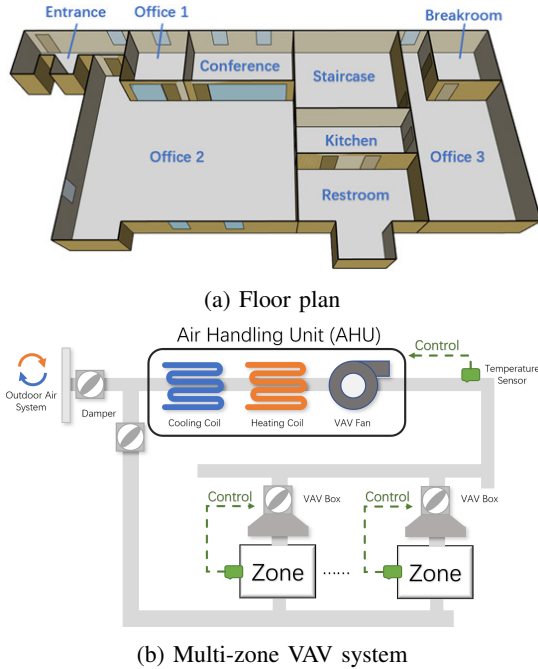 Entrance
Office 1
Breakroom
Conference
Staircase
Office 2
Kitchen
Office 3
Restroom
(a) Floor plan
Air Handling Unit (AHU)
Control
Outdoor Air
System
Damper
Cooling Coil
Heating Coil
VAV Fan
Temperature
Sensor
Control
VAV Box
Control
VAV Box
Zone
......
Zone
(b) Multi-zone VAV system